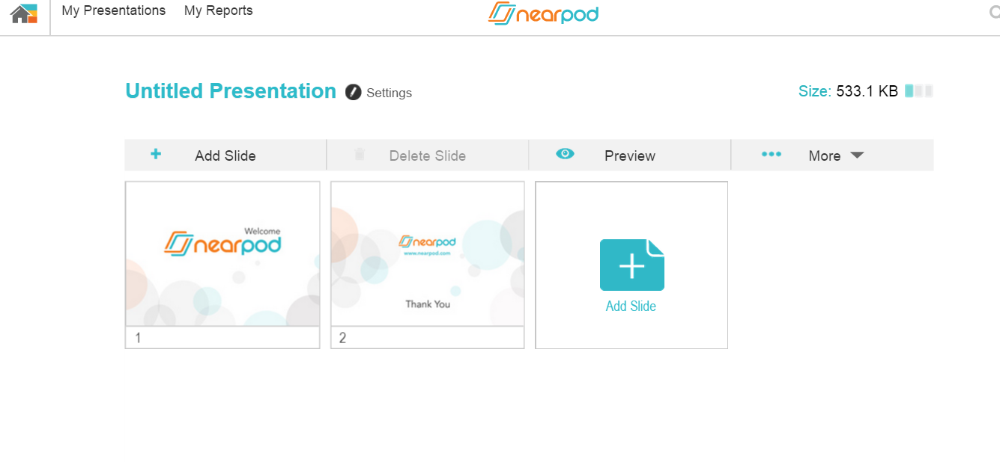 My Presentations My Reports nearpod
Untitled Presentation Settings Size: 533.1 KB
Add Slide Delete Slide Preview More
Welcome
nearpod
1
nearpod
www.nearpod.com
Thank You
2
Add Slide